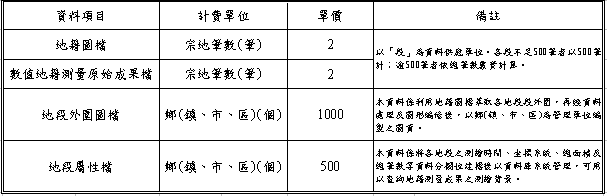 資料項目 計費單位 單價 備註
地籍圖檔 宗地筆數(筆) 2
以「段」為資料供應單位。各段不足500筆者以500筆
計;逾500筆者依總筆數累費計算。
數值地籍測量原始成果檔 宗地筆數(筆) 2
地段外圍圖檔 鄉(鎮、市、區)(個) 1000
本資料係利用地籍圖檔萃取各地段段外圍,再經資料
處理及圖形編修後,以鄉(鎮、市、區)為管理單位編
製之圖資。
地段屬性檔 鄉(鎮、市、區)(個) 500
本資料係將各地段之測繪時間、坐標系統、總面積及
總筆數等資料分欄位建檔後以資料庫系統管理,可用
以查詢地籍測量成果之測繪背景。